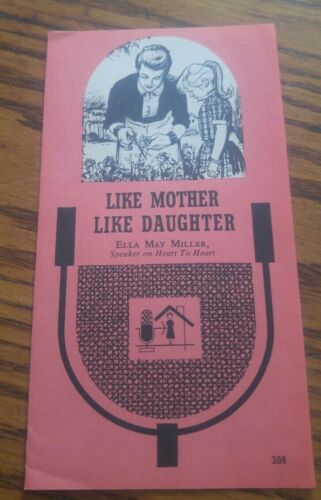 LIKE MOTHER
LIKE DAUGHTER
ELLA MAY MILLER,
Speaker on Heart To Heart
306